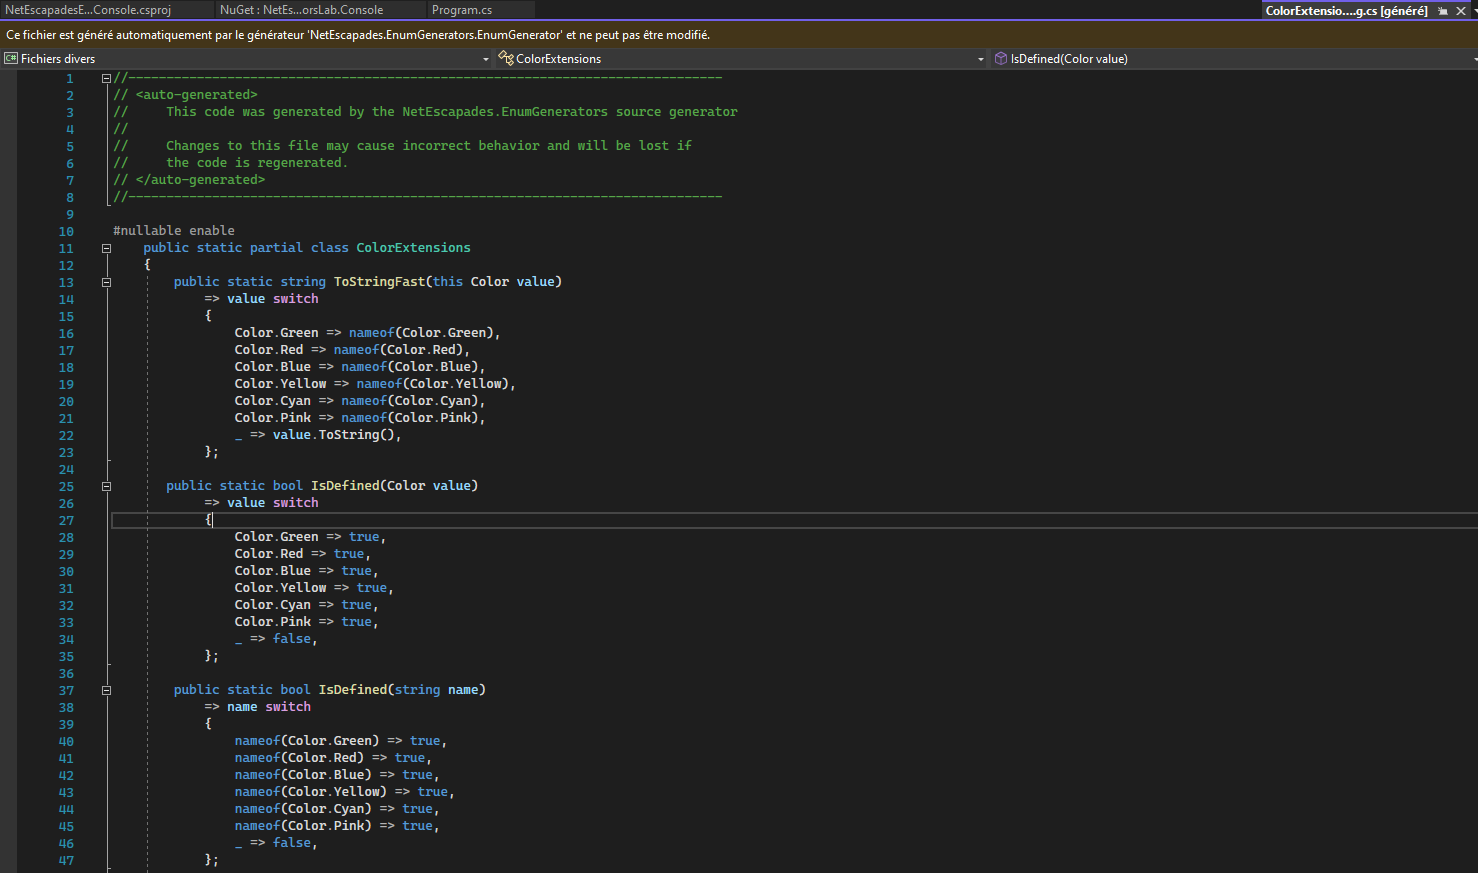 NetEscapadesE...Console.csproj
NuGet : NetEs...orsLab.Console
Program.cs
ColorExtensio....g.cs [généré]
Ce fichier est généré automatiquement par le générateur 'NetEscapades.EnumGenerators.EnumGenerator' et ne peut pas être modifié.
C# Fichiers divers
ColorExtensions
IsDefined(Color value)
1 //------------------------------------------------------------------------------
2 // <auto-generated>
3 //     This code was generated by the NetEscapades.EnumGenerators source generator
4 //
5 //     Changes to this file may cause incorrect behavior and will be lost if
6 //     the code is regenerated.
7 // </auto-generated>
8 //------------------------------------------------------------------------------
9
10 #nullable enable
11     public static partial class ColorExtensions
12     {
13         public static string ToStringFast(this Color value)
14             => value switch
15             {
16                 Color.Green => nameof(Color.Green),
17                 Color.Red => nameof(Color.Red),
18                 Color.Blue => nameof(Color.Blue),
19                 Color.Yellow => nameof(Color.Yellow),
20                 Color.Cyan => nameof(Color.Cyan),
21                 Color.Pink => nameof(Color.Pink),
22                 _ => value.ToString(),
23             };
24
25        public static bool IsDefined(Color value)
26             => value switch
27             {
28                 Color.Green => true,
29                 Color.Red => true,
30                 Color.Blue => true,
31                 Color.Yellow => true,
32                 Color.Cyan => true,
33                 Color.Pink => true,
34                 _ => false,
35             };
36
37         public static bool IsDefined(string name)
38             => name switch
39             {
40                 nameof(Color.Green) => true,
41                 nameof(Color.Red) => true,
42                 nameof(Color.Blue) => true,
43                 nameof(Color.Yellow) => true,
44                 nameof(Color.Cyan) => true,
45                 nameof(Color.Pink) => true,
46                 _ => false,
47             };